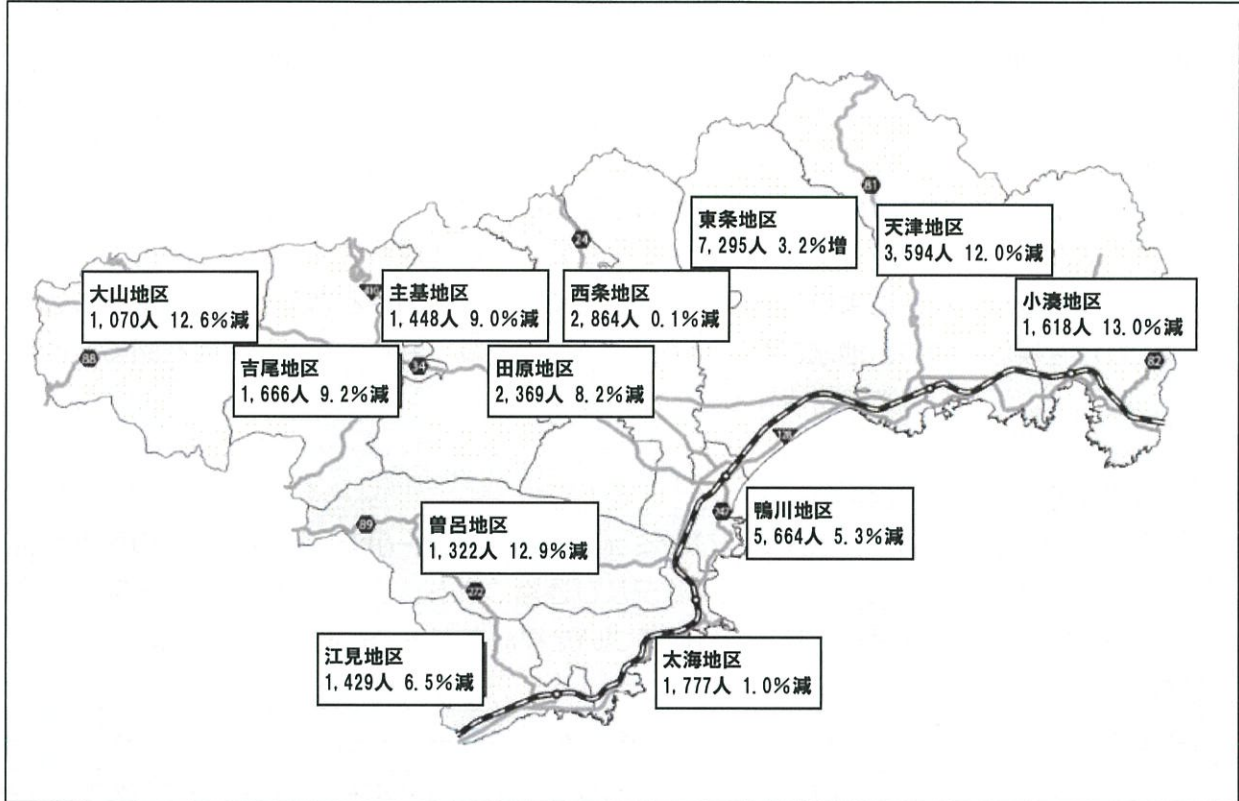 81
24
東条地区
7,295人 3.2%増
天津地区
3,594人 12.0%減
大山地区
1,070人 12.6%減
主基地区
1,448人 9.0%減
西条地区
2,864人 0.1%減
小湊地区
1,618人 13.0%減
88
吉尾地区
1,666人 9.2%減
34
田原地区
2,369人 8.2%減
82
鴨川地区
5,664人 5.3%減
89
曽呂地区
1,322人 12.9%減
272
江見地区
1,429人 6.5%減
太海地区
1,777人 1.0%減